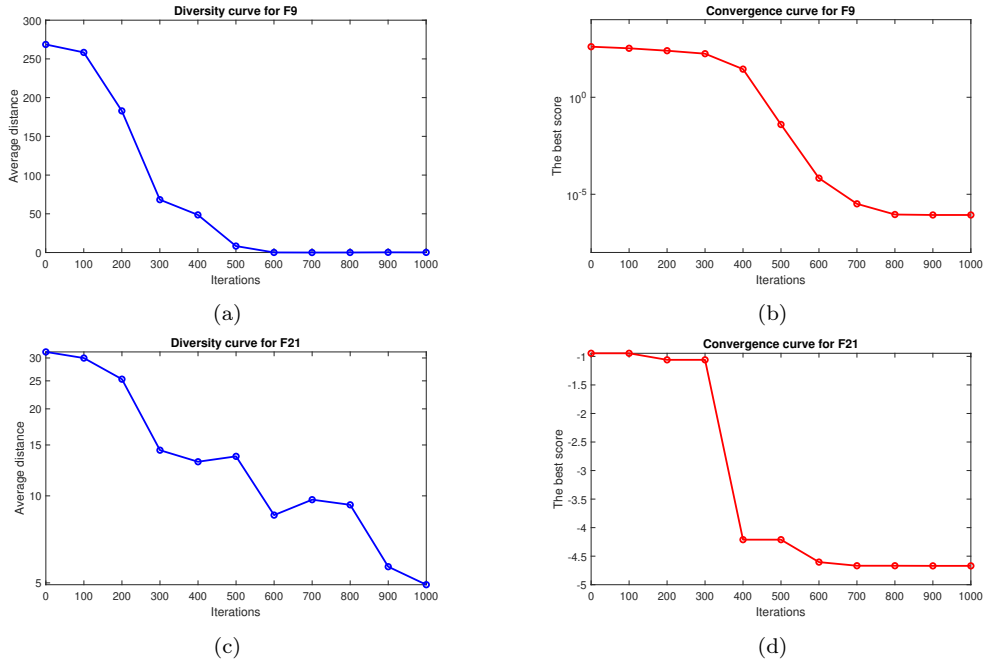 Diversity curve for F9
300
250
200
150
100
50
0
Average distance
0 100 200 300 400 500 600 700 800 900 1000
Iterations
(a)
Convergence curve for F9
10^0
10^-5
The best score
0 100 200 300 400 500 600 700 800 900 1000
Iterations
(b)
Diversity curve for F21
30
25
20
15
10
5
Average distance
0 100 200 300 400 500 600 700 800 900 1000
Iterations
(c)
Convergence curve for F21
-1
-1.5
-2
-2.5
-3
-3.5
-4
-4.5
-5
The best score
0 100 200 300 400 500 600 700 800 900 1000
Iterations
(d)